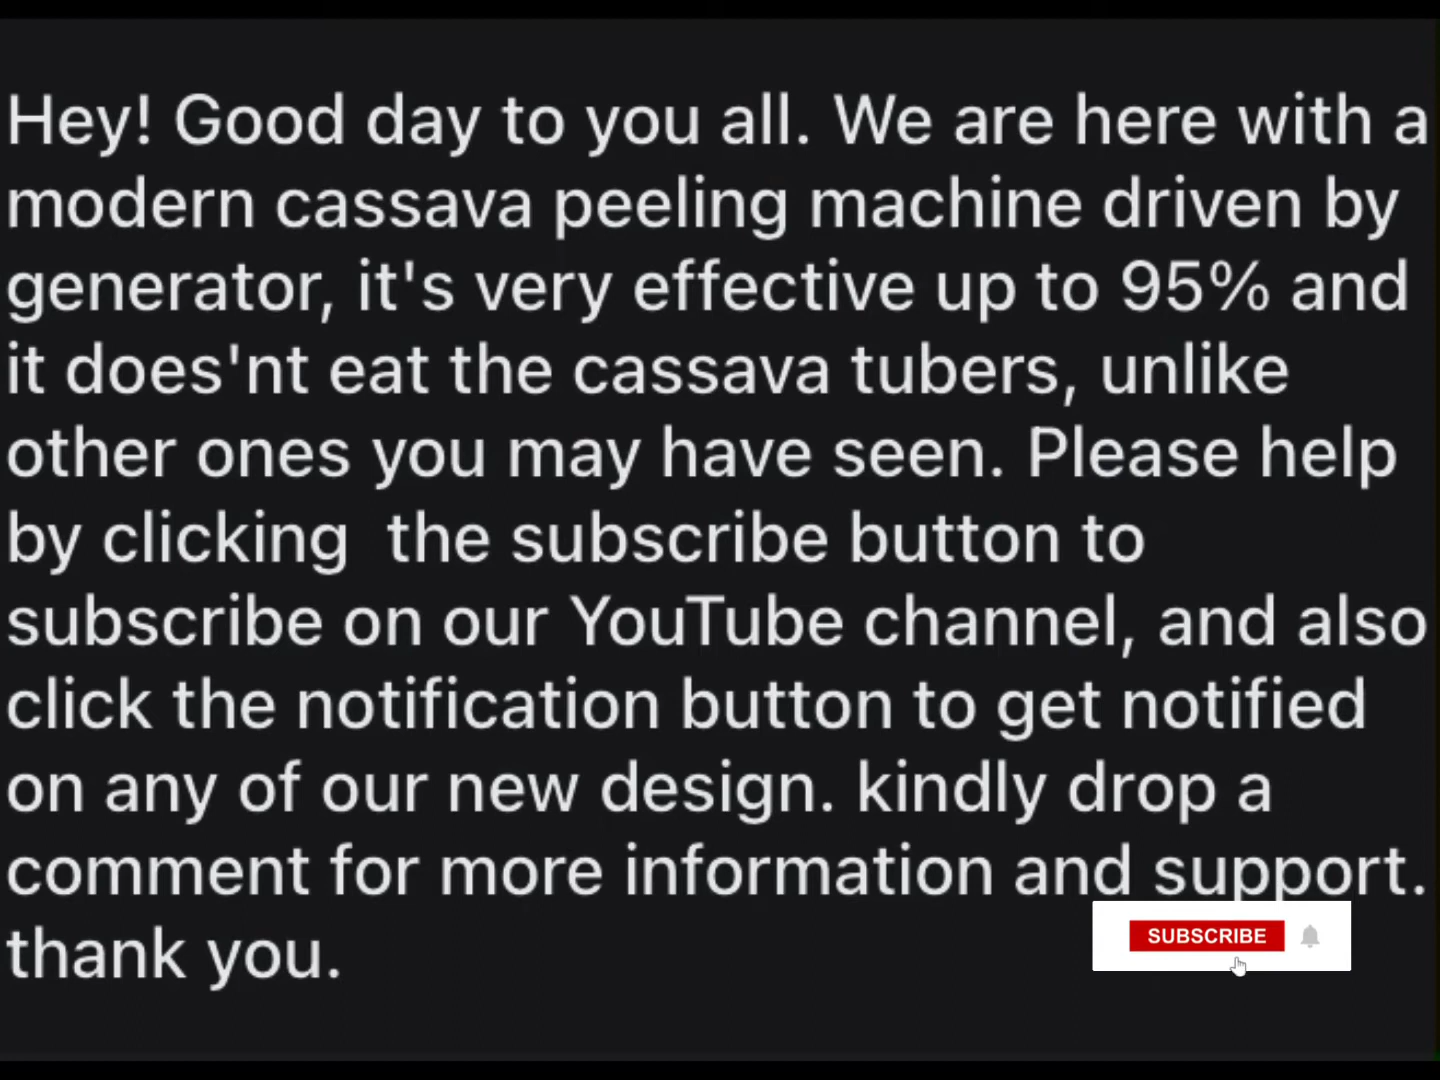 Hey! Good day to you all. We are here with a
modern cassava peeling machine driven by
generator, it's very effective up to 95% and
it does'nt eat the cassava tubers, unlike
other ones you may have seen. Please help
by clicking  the subscribe button to
subscribe on our YouTube channel, and also
click the notification button to get notified
on any of our new design. kindly drop a
comment for more information and support.
thank you.
SUBSCRIBE